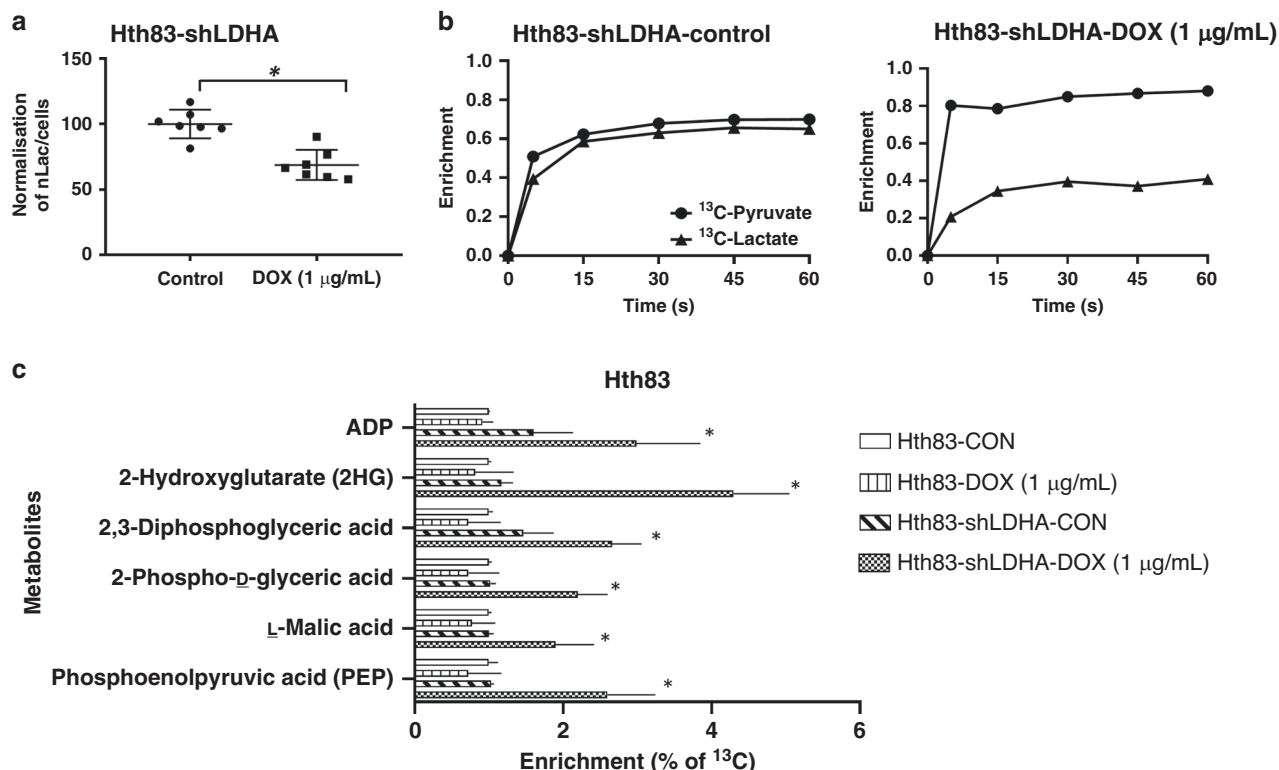 a
Hth83-shLDHA
*
Normalisation
of nLac/cells
150
100
50
0
Control
DOX (1 μg/mL)
b
Hth83-shLDHA-control
Enrichment
1.0
0.8
0.6
0.4
0.2
0.0
¹³C-Pyruvate
¹³C-Lactate
0 15 30 45 60
Time (s)
Hth83-shLDHA-DOX (1 μg/mL)
Enrichment
1.0
0.8
0.6
0.4
0.2
0.0
0 15 30 45 60
Time (s)
c
Hth83
Metabolites
ADP
*
2-Hydroxyglutarate (2HG)
*
2,3-Diphosphoglyceric acid
*
2-Phospho-D-glyceric acid
*
L-Malic acid
*
Phosphoenolpyruvic acid (PEP)
*
0 2 4 6
Enrichment (% of ¹³C)
Hth83-CON
Hth83-DOX (1 μg/mL)
Hth83-shLDHA-CON
Hth83-shLDHA-DOX (1 μg/mL)